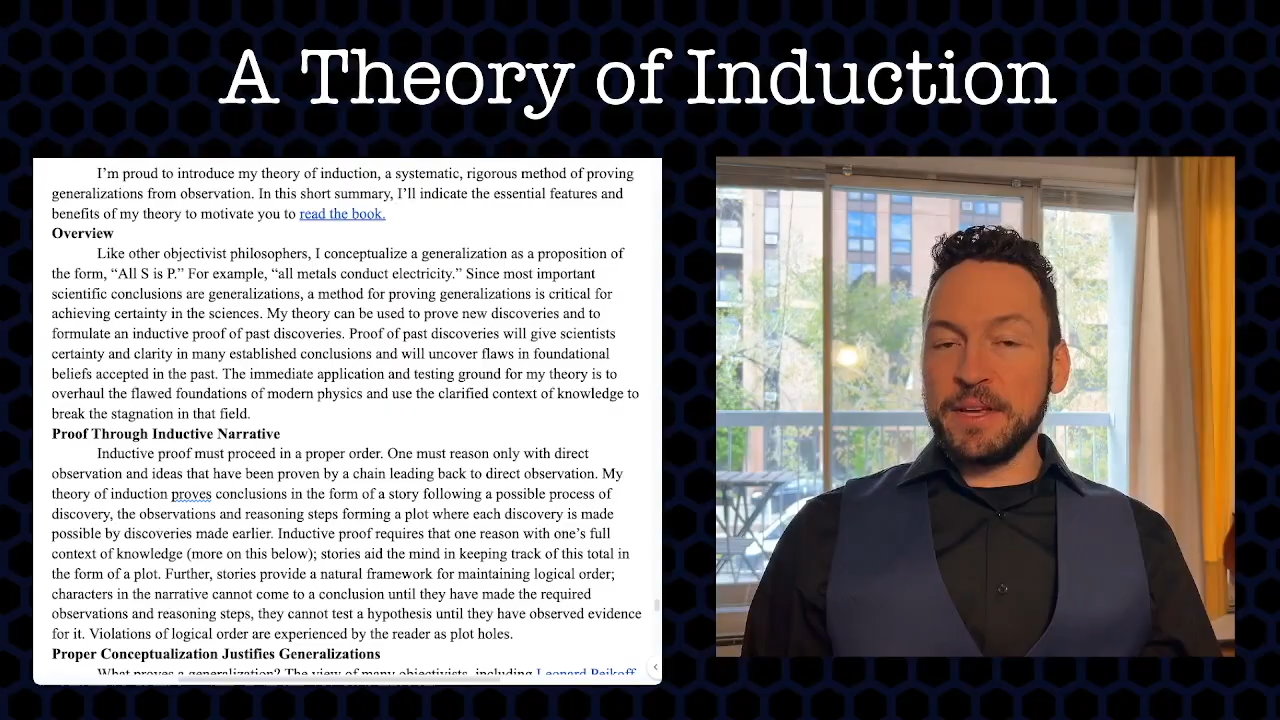 A Theory of Induction
I'm proud to introduce my theory of induction, a systematic, rigorous method of proving
generalizations from observation. In this short summary, I'll indicate the essential features and
benefits of my theory to motivate you to read the book.
Overview
Like other objectivist philosophers, I conceptualize a generalization as a proposition of
the form, “All S is P.” For example, “all metals conduct electricity.” Since most important
scientific conclusions are generalizations, a method for proving generalizations is critical for
achieving certainty in the sciences. My theory can be used to prove new discoveries and to
formulate an inductive proof of past discoveries. Proof of past discoveries will give scientists
certainty and clarity in many established conclusions and will uncover flaws in foundational
beliefs accepted in the past. The immediate application and testing ground for my theory is to
overhaul the flawed foundations of modern physics and use the clarified context of knowledge to
break the stagnation in that field.
Proof Through Inductive Narrative
Inductive proof must proceed in a proper order. One must reason only with direct
observation and ideas that have been proven by a chain leading back to direct observation. My
theory of induction proves conclusions in the form of a story following a possible process of
discovery, the observations and reasoning steps forming a plot where each discovery is made
possible by discoveries made earlier. Inductive proof requires that one reason with one's full
context of knowledge (more on this below); stories aid the mind in keeping track of this total in
the form of a plot. Further, stories provide a natural framework for maintaining logical order;
characters in the narrative cannot come to a conclusion until they have made the required
observations and reasoning steps, they cannot test a hypothesis until they have observed evidence
for it. Violations of logical order are experienced by the reader as plot holes.
Proper Conceptualization Justifies Generalizations
What proves a generalization? The view of many objectivists, including Leonard Peikoff